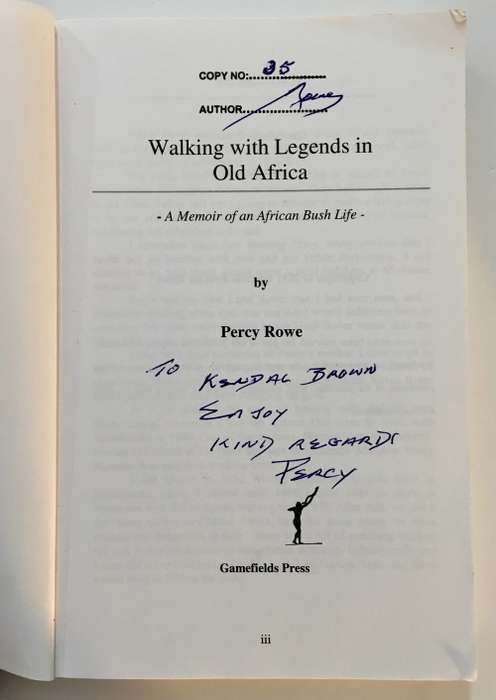 COPY NO:..... 35
AUTHOR..... Rowe
Walking with Legends in
Old Africa
- A Memoir of an African Bush Life -
by
Percy Rowe
To KENDAL BROWN
ENJOY
KIND REGARDS
PERCY
Gamefields Press
iii